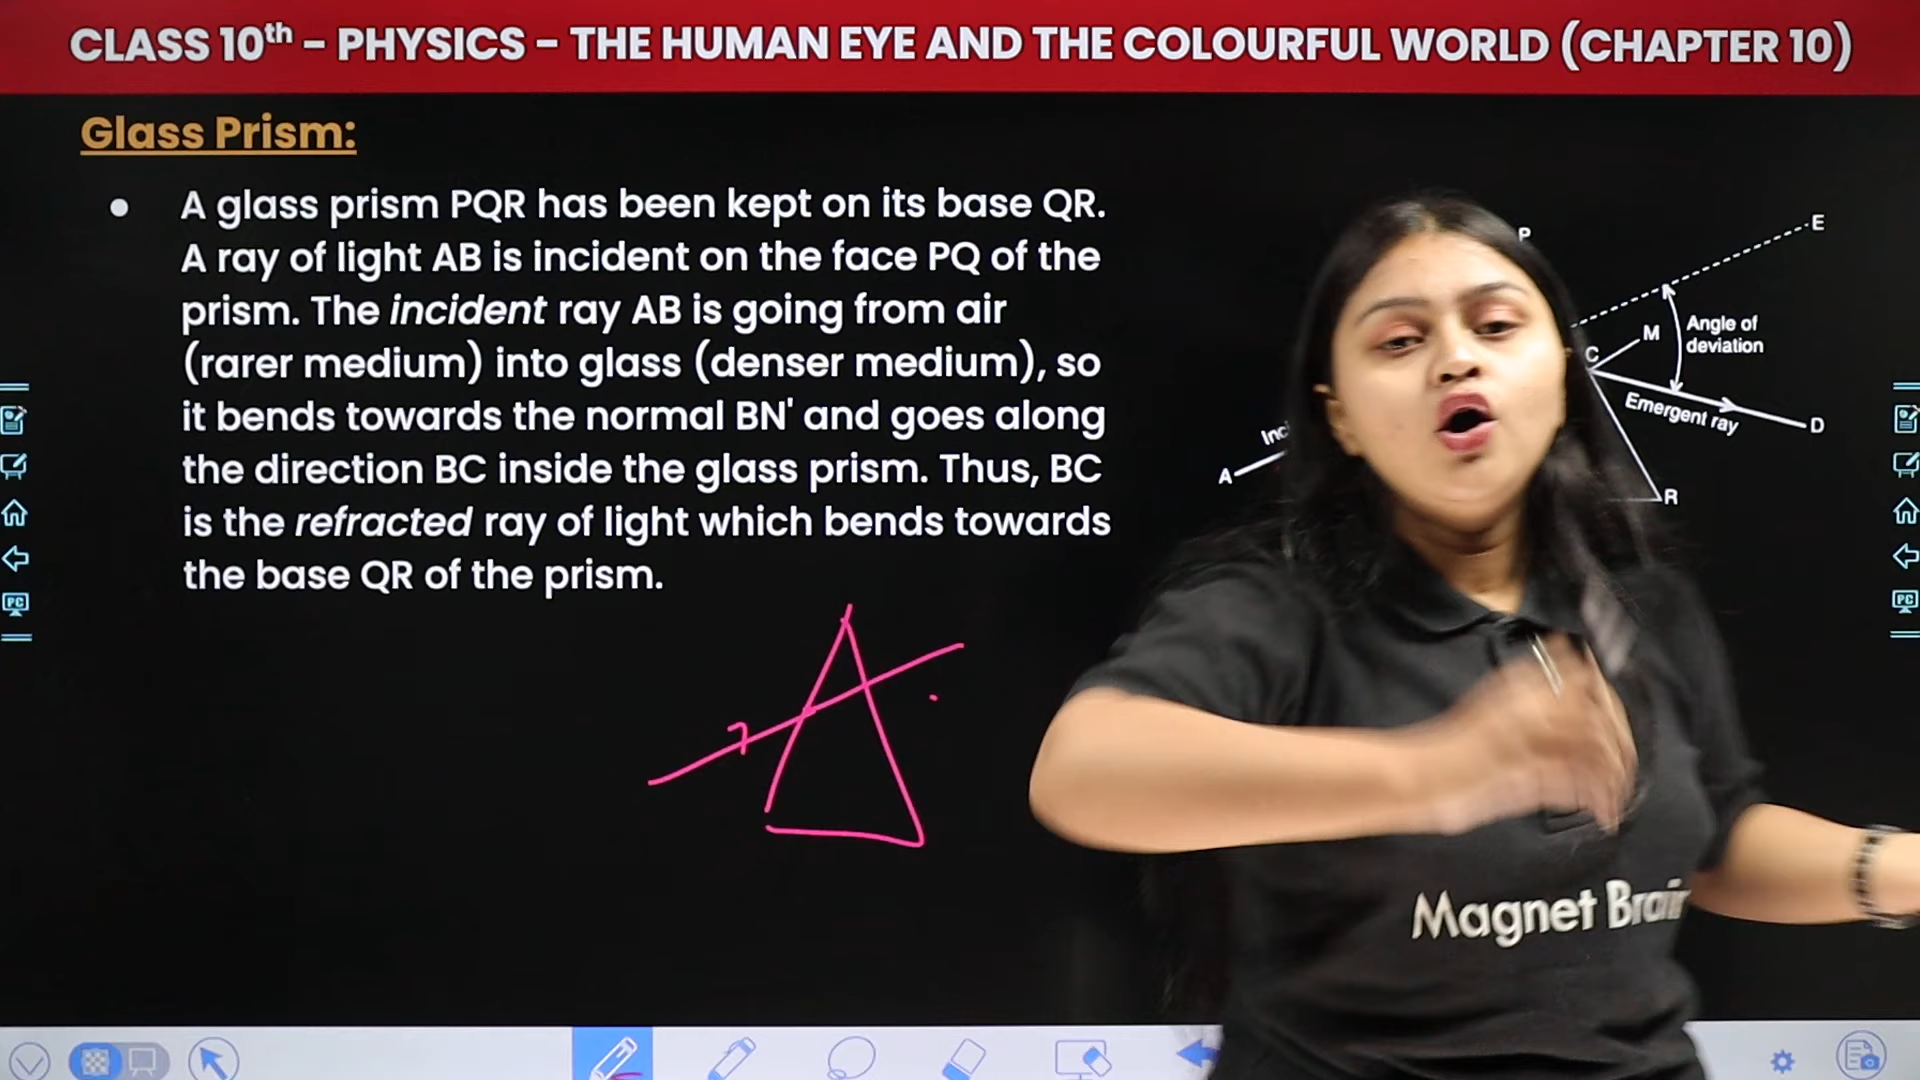 CLASS 10th – PHYSICS – THE HUMAN EYE AND THE COLOURFUL WORLD (CHAPTER 10)
Glass Prism:
• A glass prism PQR has been kept on its base QR.
A ray of light AB is incident on the face PQ of the
prism. The incident ray AB is going from air
(rarer medium) into glass (denser medium), so
it bends towards the normal BN' and goes along
the direction BC inside the glass prism. Thus, BC
is the refracted ray of light which bends towards
the base QR of the prism.
P
E
M
Angle of
deviation
C
Emergent ray
D
A
R
PC
PC
Magnet